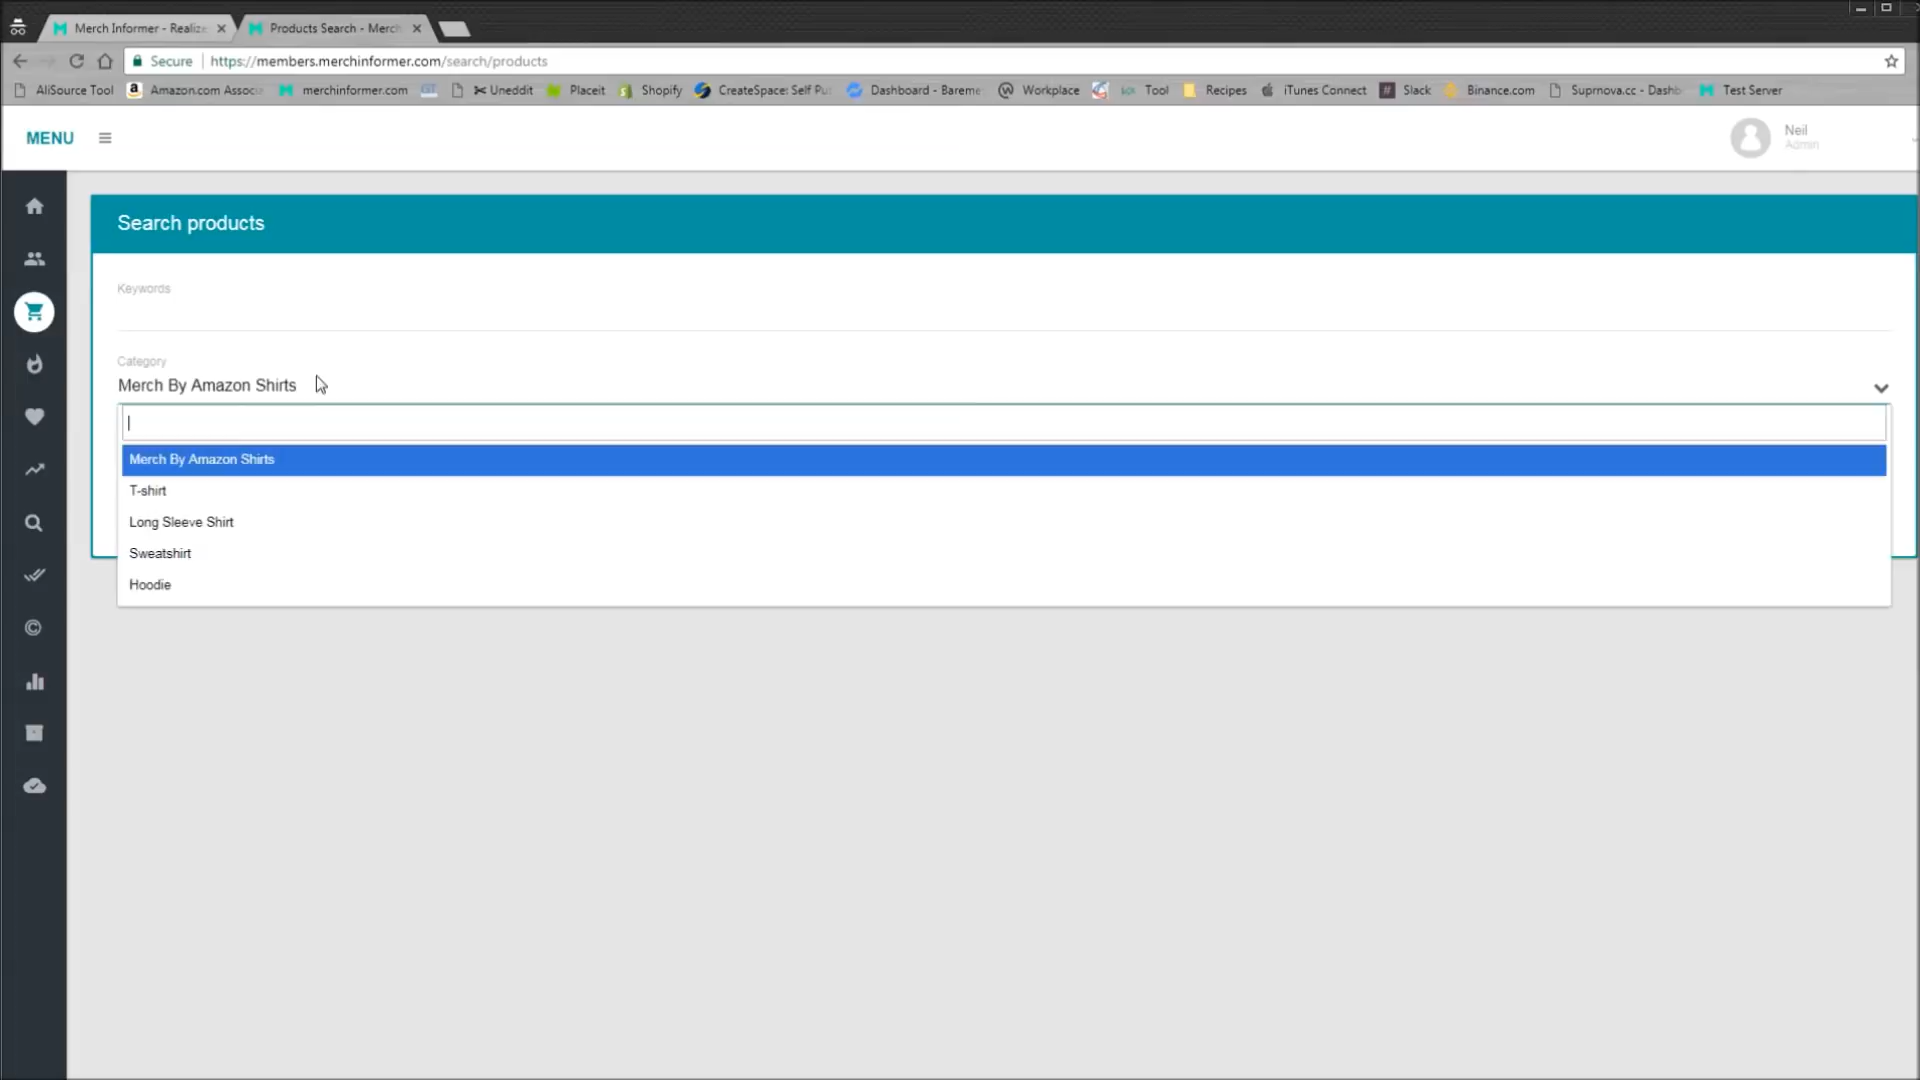 Merch Informer - Realize
Products Search - Merch
Secure
https://members.merchinformer.com/search/products
AliSource Tool
a
Amazon.com Associ
merchinformer.com
GT
Uneddit
Placeit
Shopify
CreateSpace: Self Pu
Dashboard - Bareme
Workplace
Tool
Recipes
iTunes Connect
#
Slack
Binance.com
Suprnova.cc - Dashb
Test Server
MENU
Neil
Admin
Search products
Keywords
Category
Merch By Amazon Shirts
Merch By Amazon Shirts
T-shirt
Long Sleeve Shirt
Sweatshirt
Hoodie